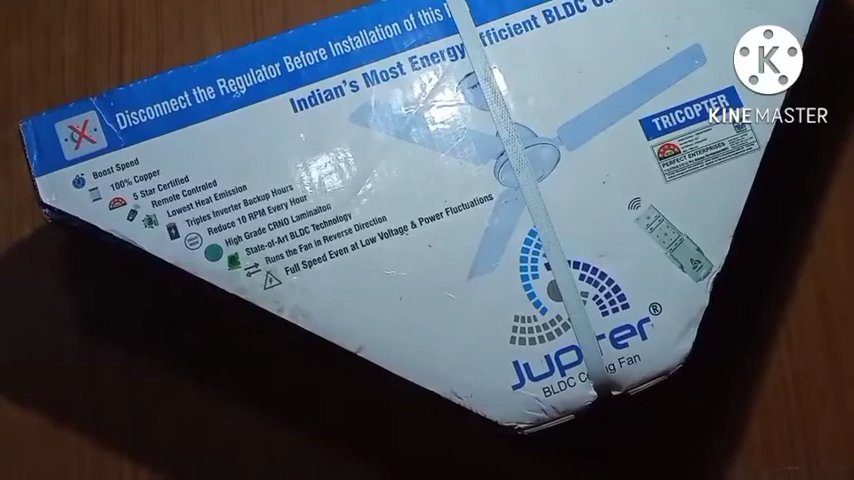 Disconnect the Regulator Before Installation of this
Indian's Most Energy Efficient BLDC
KINEMASTER
TRICOPTER
PERFECT ENTERPRISES
Boost Speed
100% Copper
5 Star Certified
Remote Controled
Lowest Heat Emission
Triples Inverter Backup Hours
Reduce 10 RPM Every Hour
High Grade CRNO Lamination
State-of-Art BLDC Technology
Runs the Fan in Reverse Direction
Full Speed Even at Low Voltage & Power Fluctuations
Jupiter®
BLDC Ceiling Fan